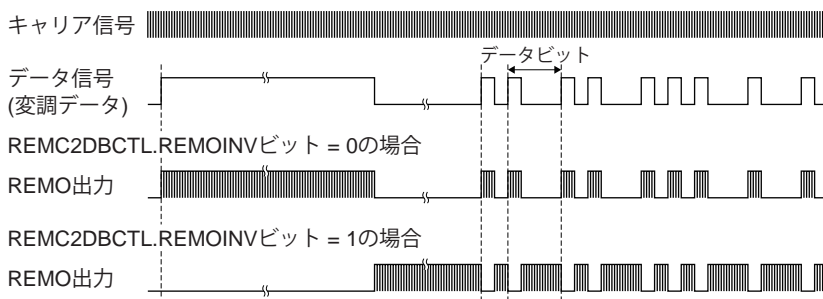 キャリア信号
データビット
データ信号
(変調データ)
REMC2DBCTL.REMOINVビット = 0の場合
REMO出力
REMC2DBCTL.REMOINVビット = 1の場合
REMO出力